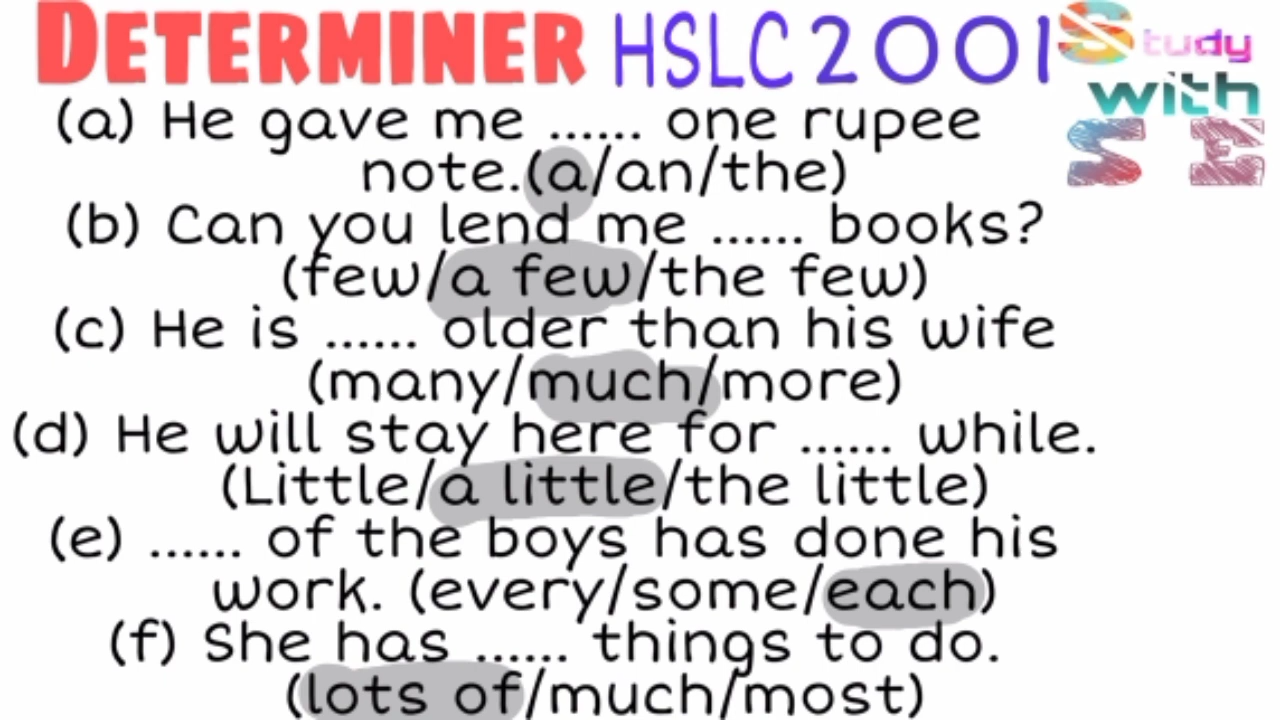 DETERMINER HSLC 2001
Study
with
S E
(a) He gave me ...... one rupee
note.(a/an/the)
(b) Can you lend me ...... books?
(few/a few/the few)
(c) He is ...... older than his wife
(many/much/more)
(d) He will stay here for ...... while.
(Little/a little/the little)
(e) ...... of the boys has done his
work. (every/some/each)
(f) She has ...... things to do.
(lots of/much/most)